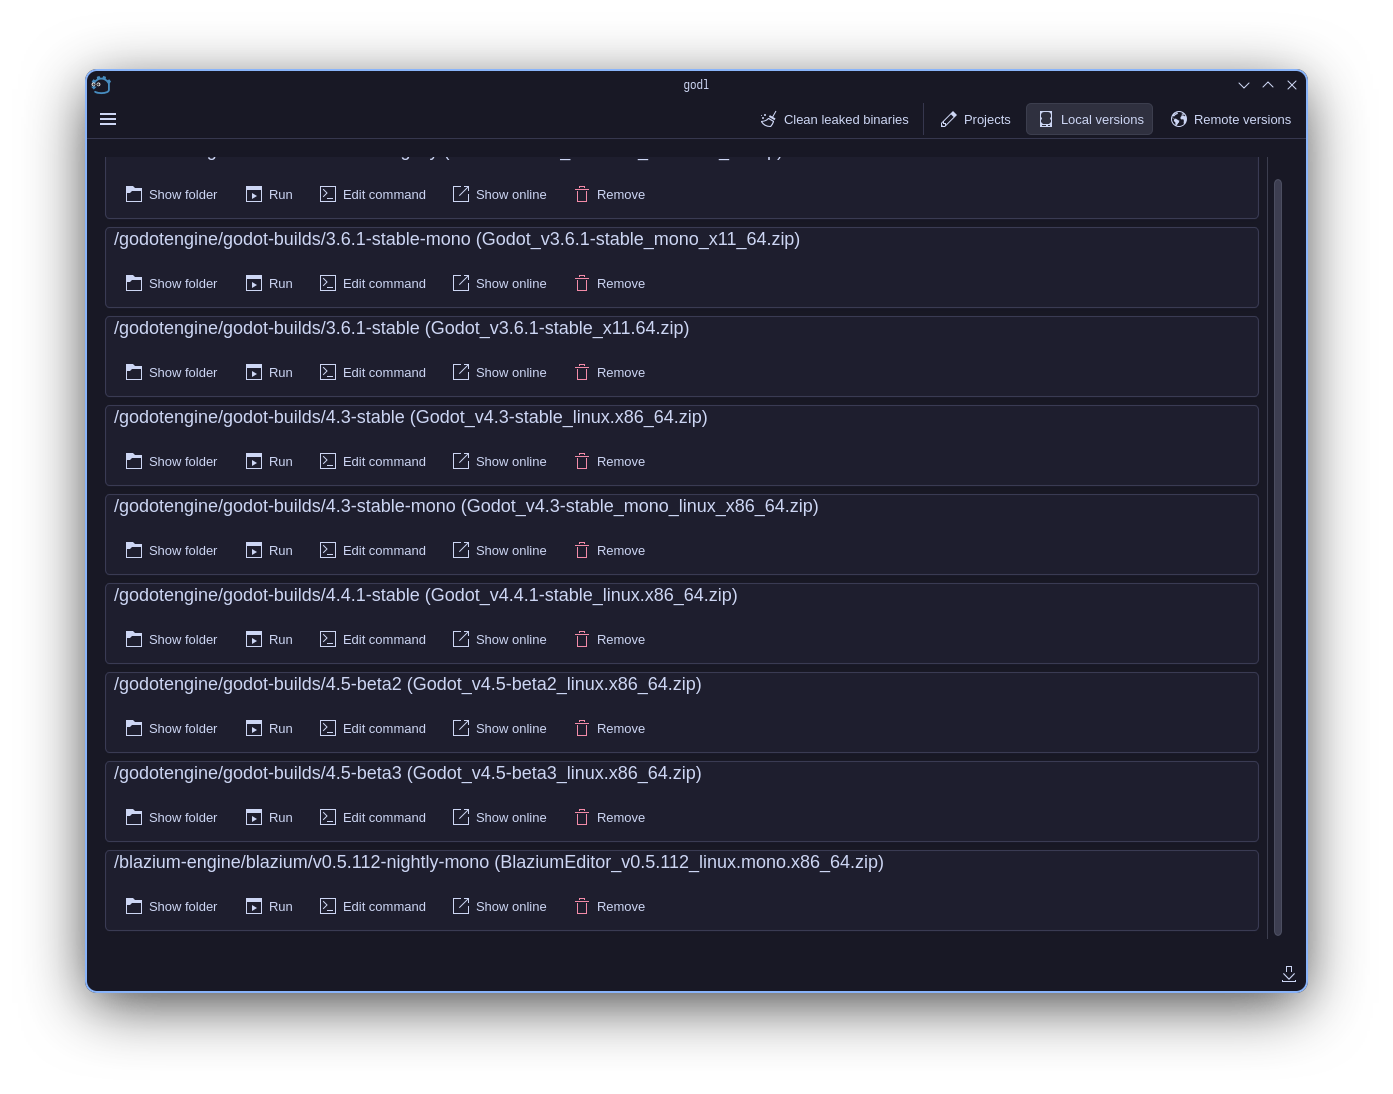 godl
Clean leaked binaries Projects Local versions Remote versions
Show folder Run Edit command Show online Remove
/godotengine/godot-builds/3.6.1-stable-mono (Godot_v3.6.1-stable_mono_x11_64.zip)
Show folder Run Edit command Show online Remove
/godotengine/godot-builds/3.6.1-stable (Godot_v3.6.1-stable_x11.64.zip)
Show folder Run Edit command Show online Remove
/godotengine/godot-builds/4.3-stable (Godot_v4.3-stable_linux.x86_64.zip)
Show folder Run Edit command Show online Remove
/godotengine/godot-builds/4.3-stable-mono (Godot_v4.3-stable_mono_linux_x86_64.zip)
Show folder Run Edit command Show online Remove
/godotengine/godot-builds/4.4.1-stable (Godot_v4.4.1-stable_linux.x86_64.zip)
Show folder Run Edit command Show online Remove
/godotengine/godot-builds/4.5-beta2 (Godot_v4.5-beta2_linux.x86_64.zip)
Show folder Run Edit command Show online Remove
/godotengine/godot-builds/4.5-beta3 (Godot_v4.5-beta3_linux.x86_64.zip)
Show folder Run Edit command Show online Remove
/blazium-engine/blazium/v0.5.112-nightly-mono (BlaziumEditor_v0.5.112_linux.mono.x86_64.zip)
Show folder Run Edit command Show online Remove